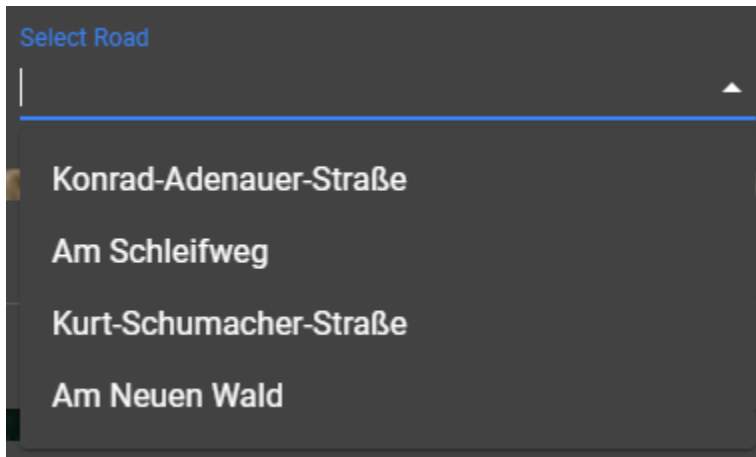 Select Road
Konrad-Adenauer-Straße
Am Schleifweg
Kurt-Schumacher-Straße
Am Neuen Wald